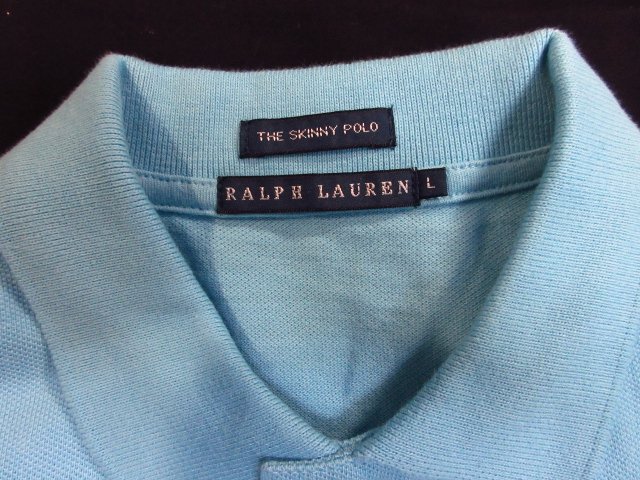 THE SKINNY POLO
RALPH LAUREN L